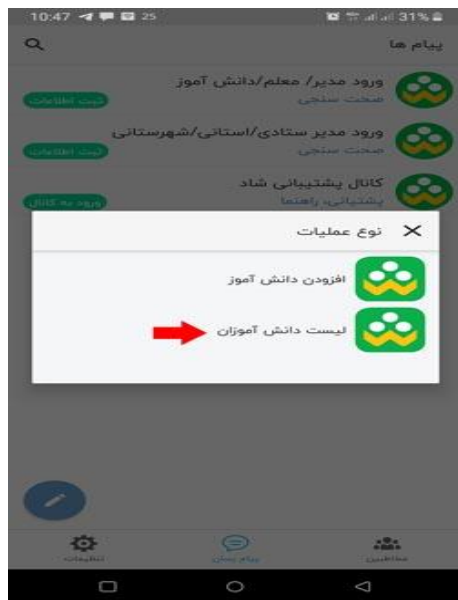 10:47 25 31%
پیام ها
ورود مدیر/ معلم/دانش آموز
صحت سنجی
ثبت اطلاعات
ورود مدیر ستادی/استانی/شهرستانی
صحت سنجی
ثبت اطلاعات
کانال پشتیبانی شاد
پشتیبانی، راهنما
ورود به کانال
نوع عملیات
افزودن دانش آموز
لیست دانش آموزان
مخاطبین
پیام رسان
تنظیمات